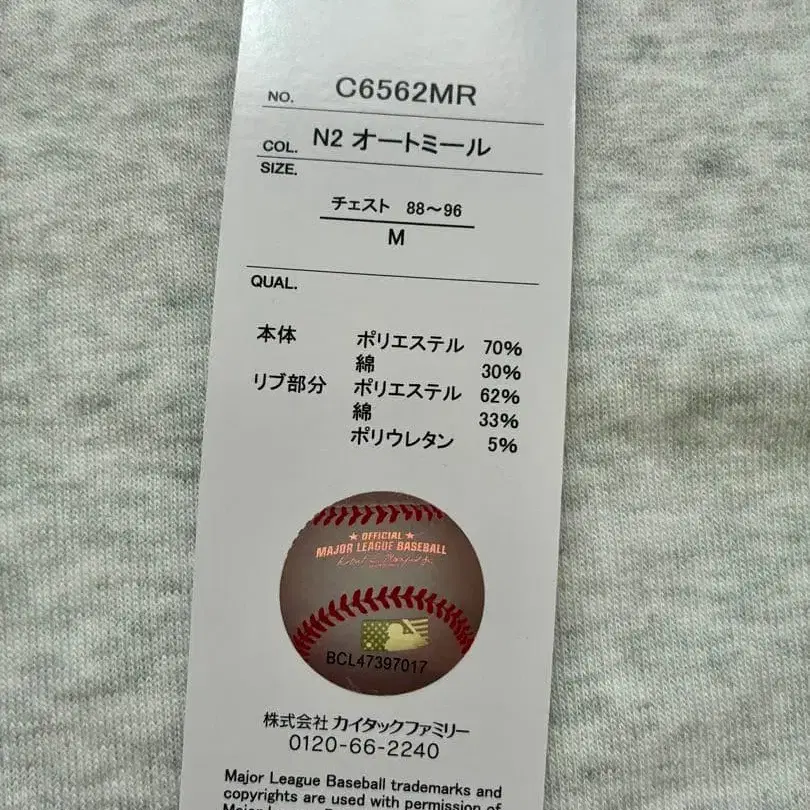 NO. C6562MR
COL. N2 オートミール
SIZE.
チェスト 88～96
M
QUAL.
本体 ポリエステル 70%
綿 30%
リブ部分 ポリエステル 62%
綿 33%
ポリウレタン 5%
★ OFFICIAL ★
MAJOR LEAGUE BASEBALL
BCL47397017
株式会社 カイタックファミリー
0120-66-2240
Major League Baseball trademarks and
copyrights are used with permission of
Major League